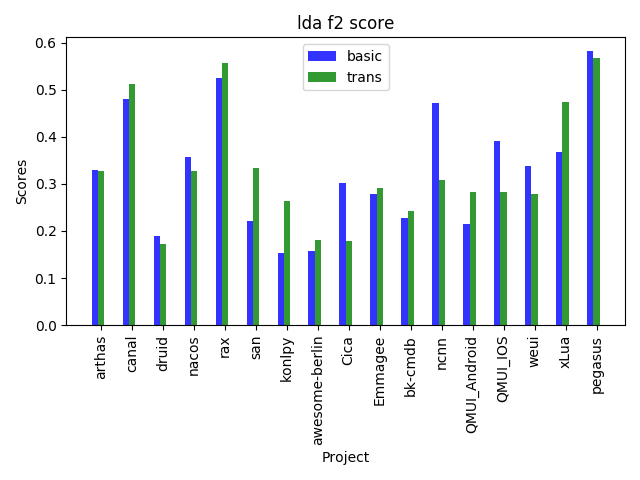 lda f2 score
basic
trans
Scores
0.6
0.5
0.4
0.3
0.2
0.1
0.0
arthas
canal
druid
nacos
rax
san
konlpy
awesome-berlin
Cica
Emmagee
bk-cmdb
ncnn
QMUI_Android
QMUI_IOS
weui
xLua
pegasus
Project